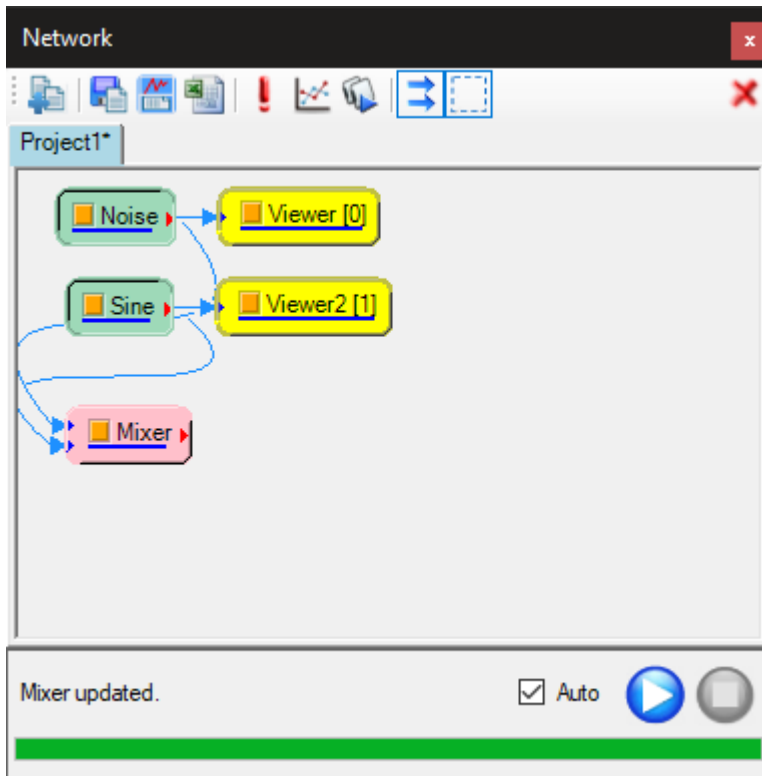 Network
Project1*
Noise
Viewer [0]
Sine
Viewer2 [1]
Mixer
Mixer updated.
Auto